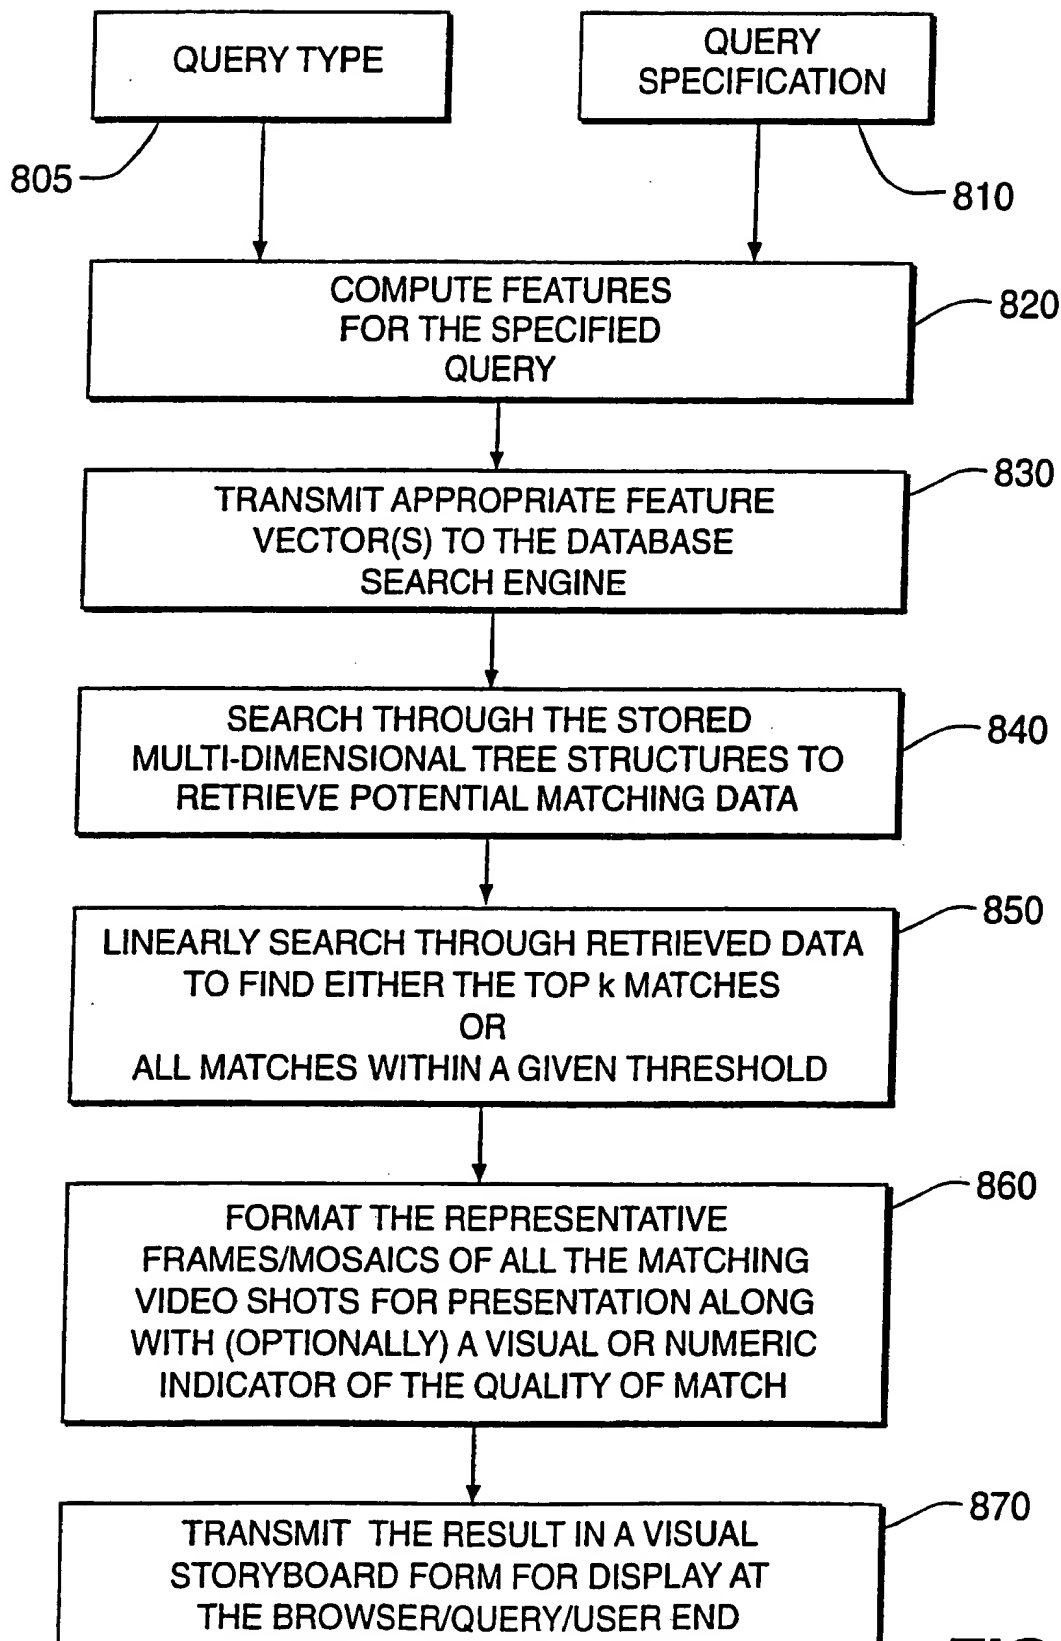 QUERY TYPE
QUERY
SPECIFICATION
805
810
COMPUTE FEATURES
FOR THE SPECIFIED
QUERY
820
TRANSMIT APPROPRIATE FEATURE
VECTOR(S) TO THE DATABASE
SEARCH ENGINE
830
SEARCH THROUGH THE STORED
MULTI-DIMENSIONAL TREE STRUCTURES TO
RETRIEVE POTENTIAL MATCHING DATA
840
LINEARLY SEARCH THROUGH RETRIEVED DATA
TO FIND EITHER THE TOP k MATCHES
OR
ALL MATCHES WITHIN A GIVEN THRESHOLD
850
FORMAT THE REPRESENTATIVE
FRAMES/MOSAICS OF ALL THE MATCHING
VIDEO SHOTS FOR PRESENTATION ALONG
WITH (OPTIONALLY) A VISUAL OR NUMERIC
INDICATOR OF THE QUALITY OF MATCH
860
TRANSMIT THE RESULT IN A VISUAL
STORYBOARD FORM FOR DISPLAY AT
THE BROWSER/QUERY/USER END
870